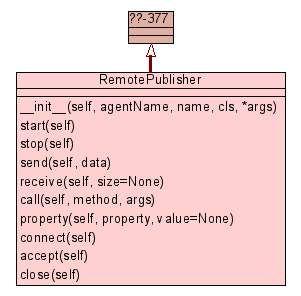 ??-377
RemotePublisher
__init__(self, agentName, name, cls, *args)
start(self)
stop(self)
send(self, data)
receive(self, size=None)
call(self, method, args)
property(self, property, value=None)
connect(self)
accept(self)
close(self)